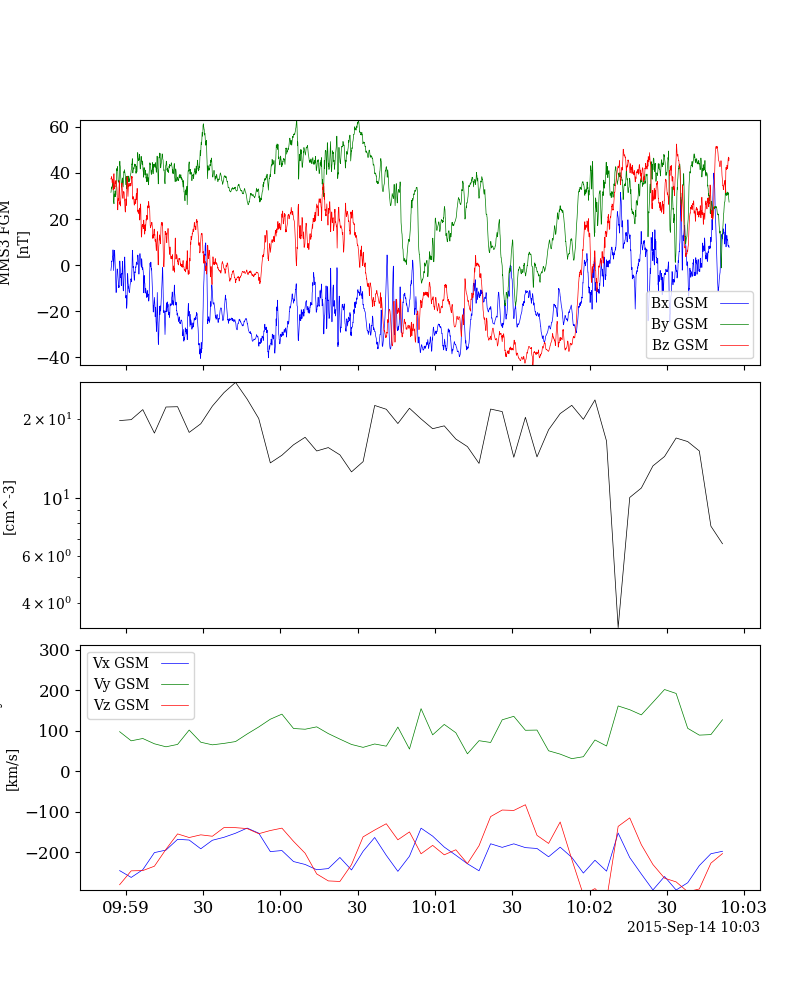 60
40
20
0
−20
−40
MMS3 FGM
[nT]
Bx GSM
By GSM
Bz GSM
2 × 10¹
10¹
6 × 10⁰
4 × 10⁰
[cm^-3]
Vx GSM
Vy GSM
Vz GSM
300
200
100
0
−100
−200
[km/s]
09:59 30 10:00 30 10:01 30 10:02 30 10:03
2015-Sep-14 10:03